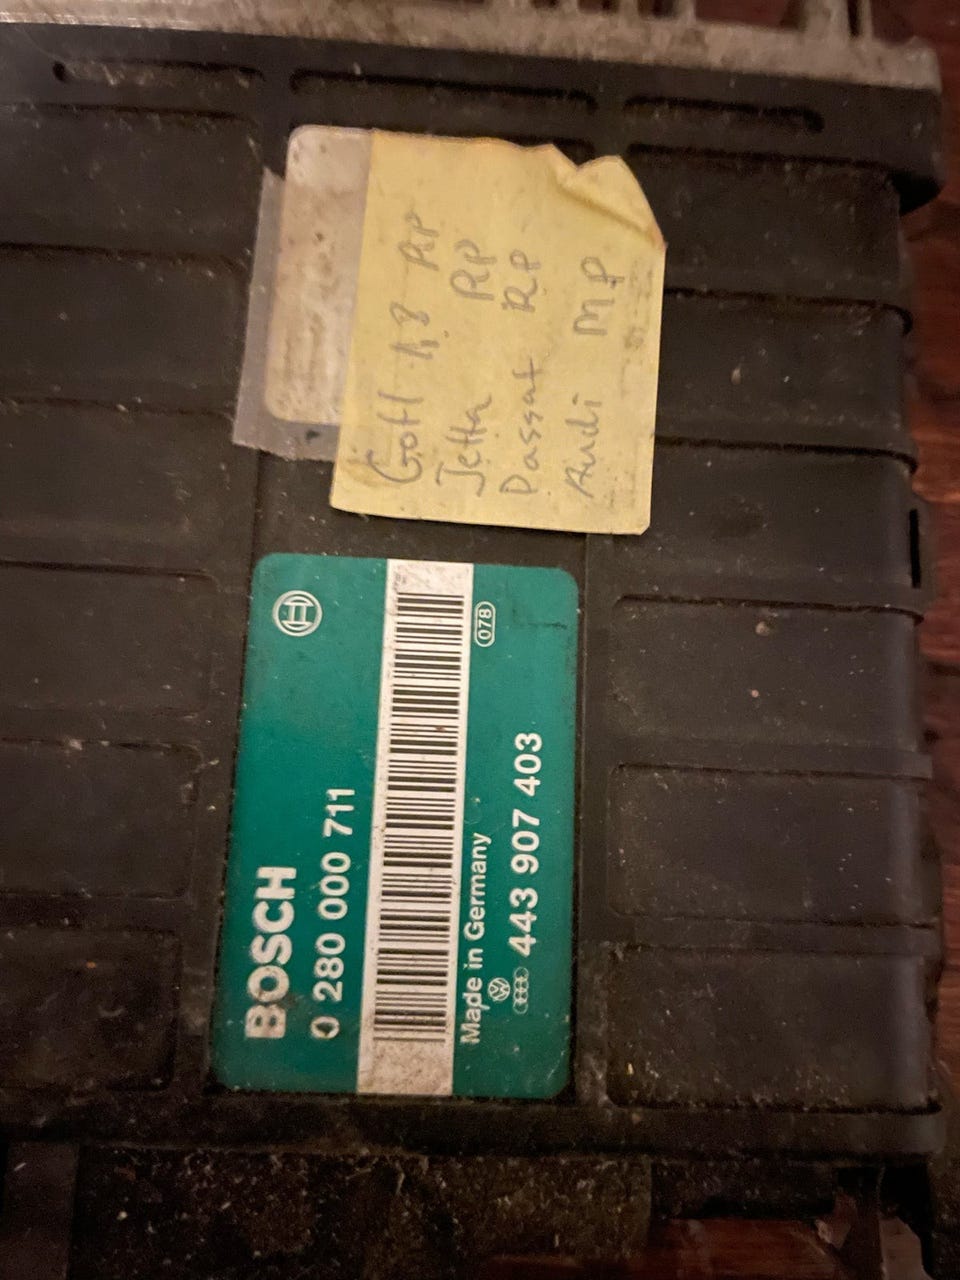 Golf 1,8 RP
Jetta RP
Passat RP
Audi MP
BOSCH
0 280 000 711
078
Made in Germany
443 907 403